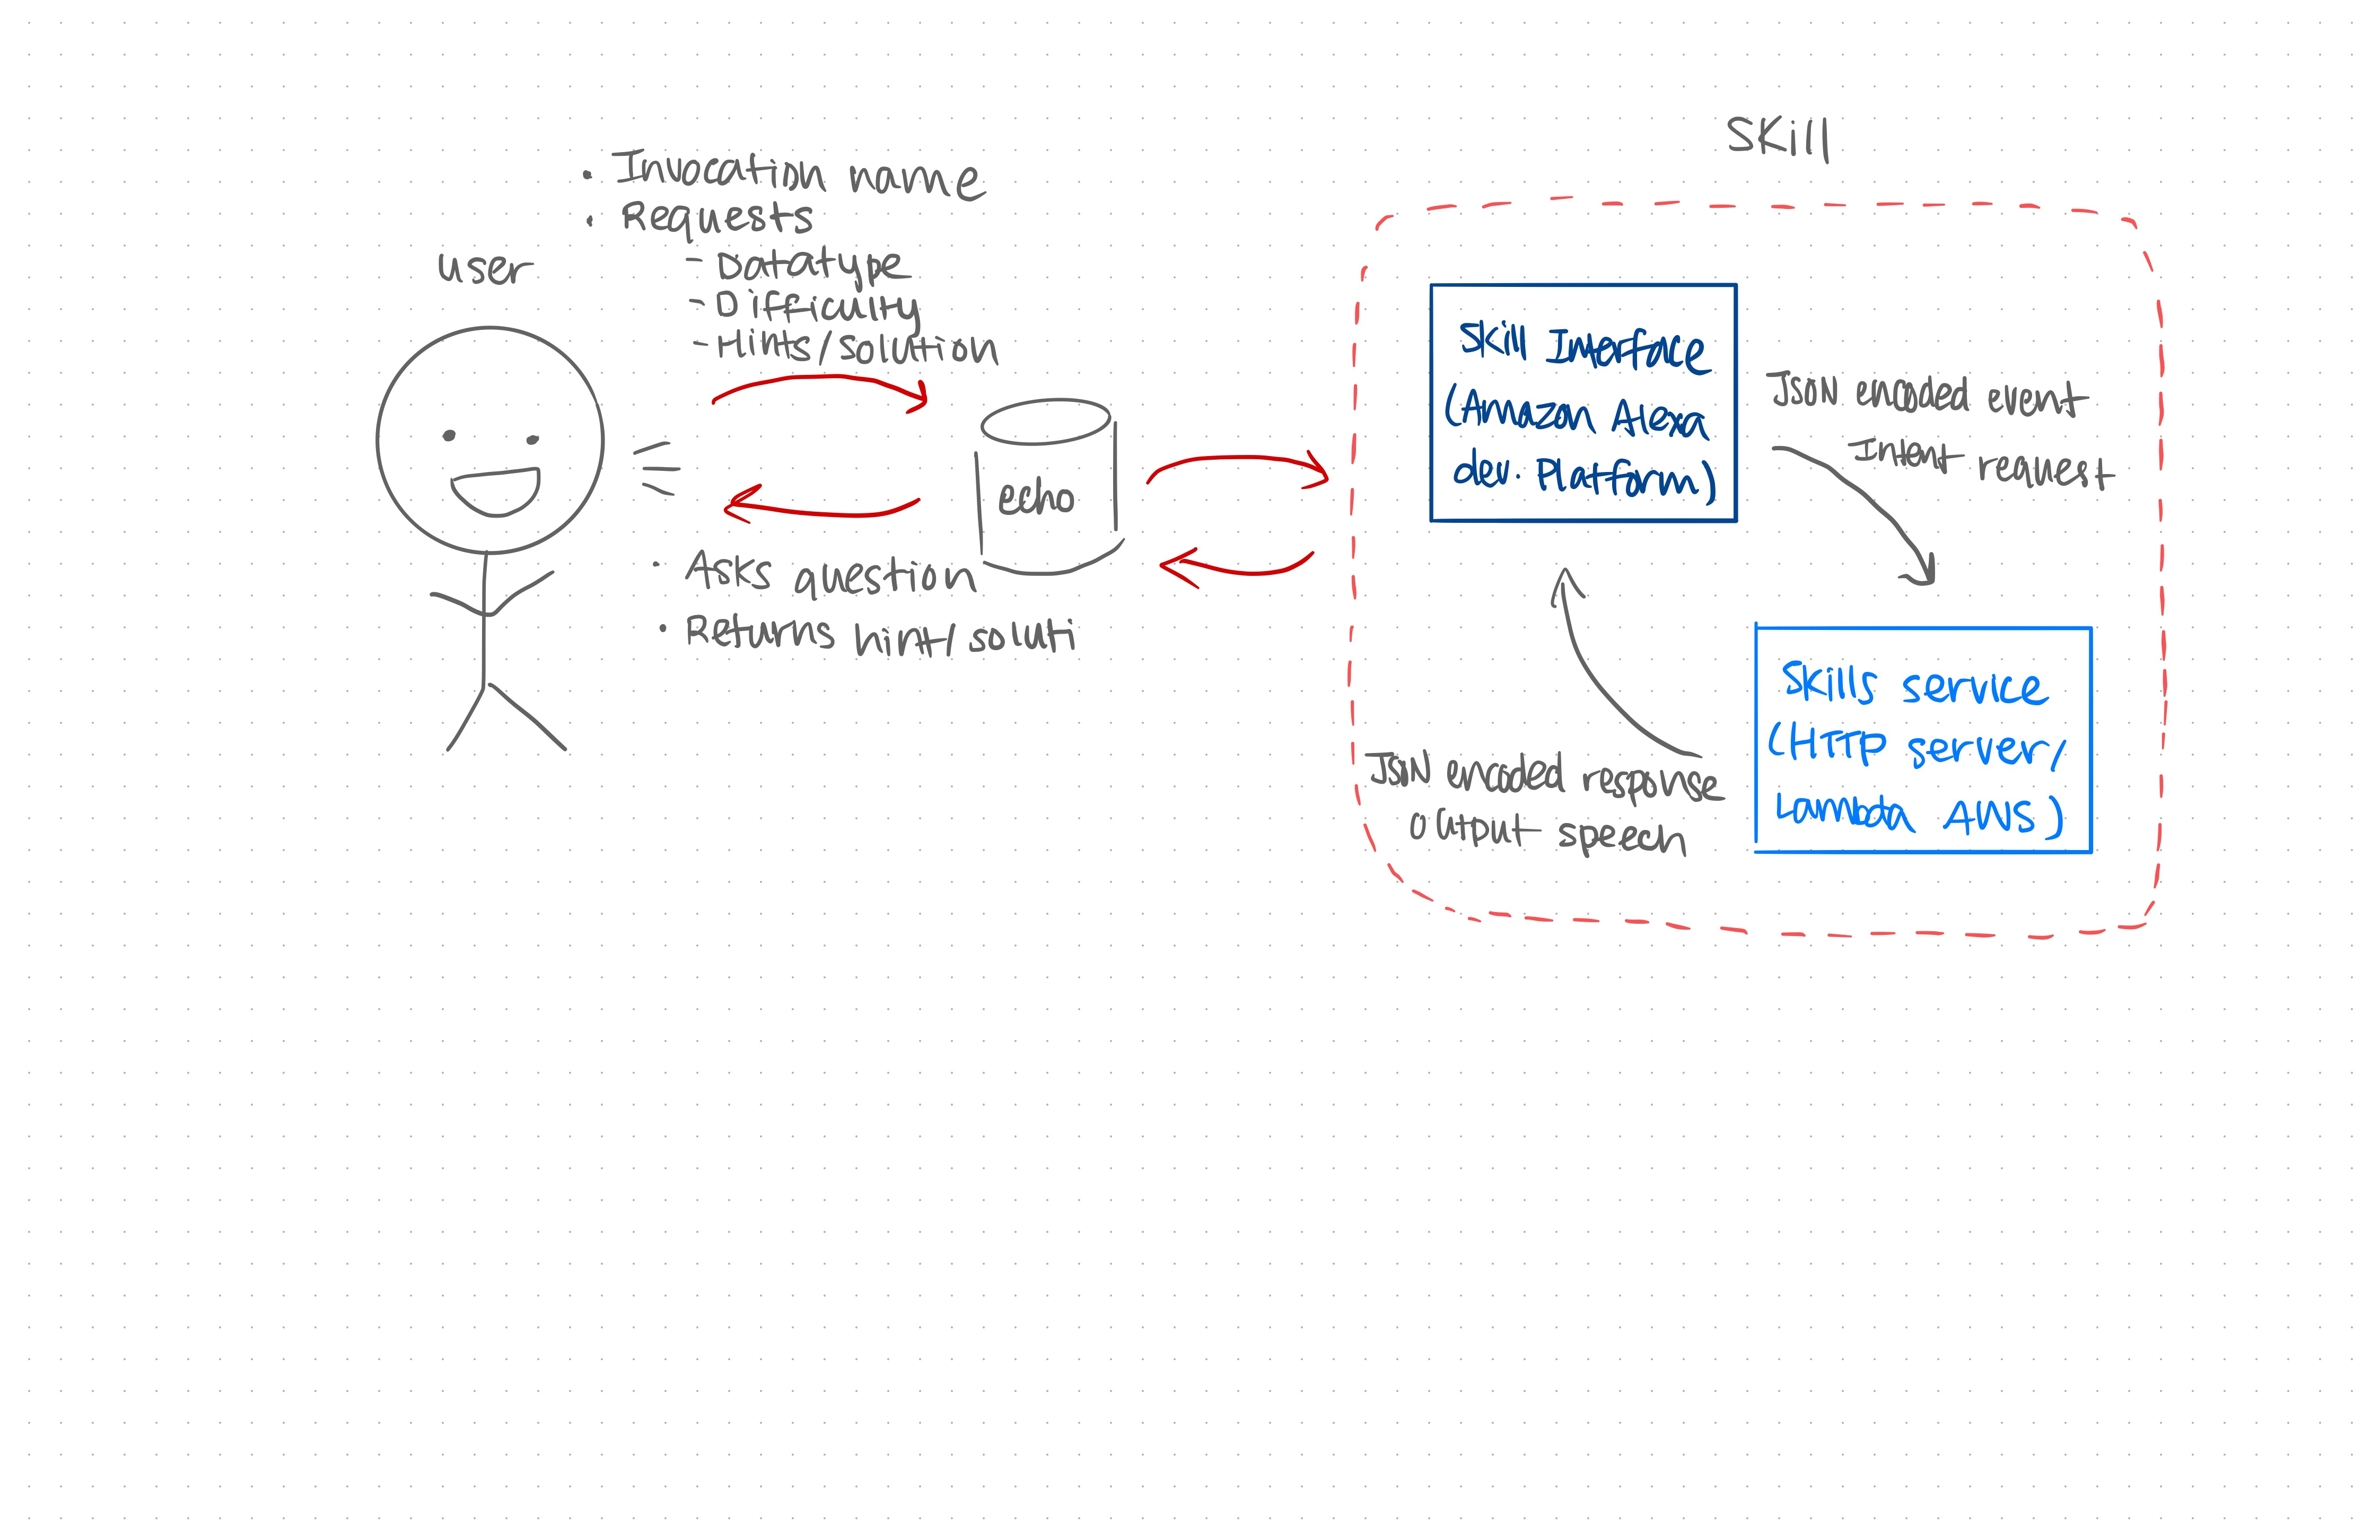 Skill
• Invocation name
• Requests
- Datatype
- Difficulty
- Hints/solution
user
echo
• Asks question
• Returns hint/soluti
Skill Interface
(Amazon Alexa
dev. Platform)
JSON encoded event
Intent request
Skills service
(HTTP server/
Lambda AWS)
JSON encoded response
output speech